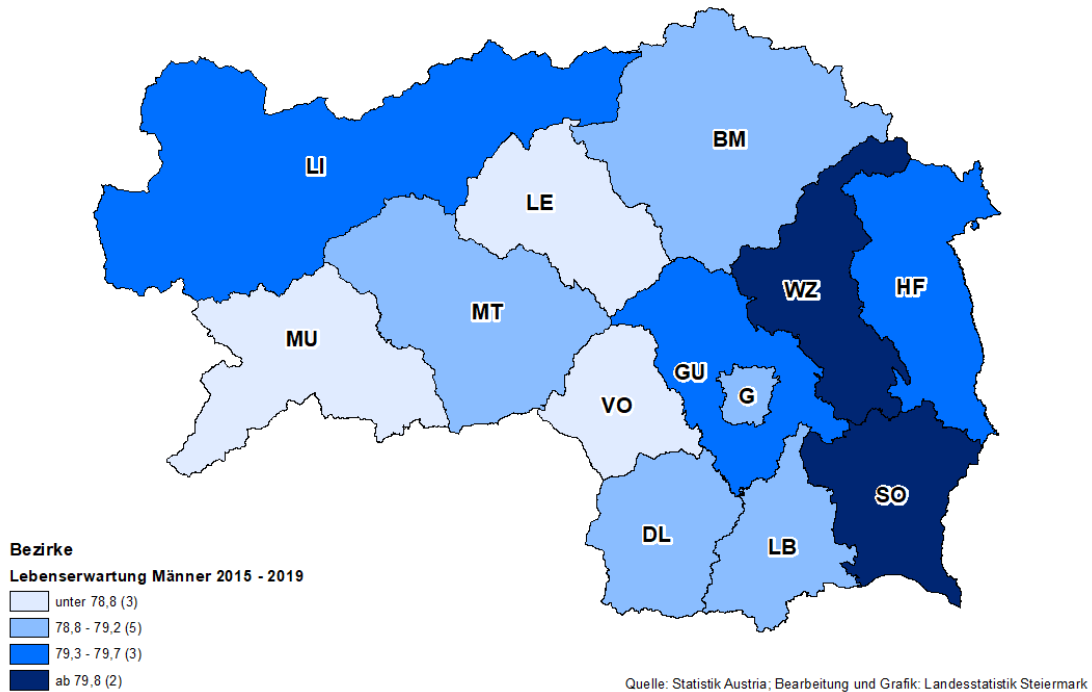 BM
LI
LE
WZ
HF
MT
MU
GU
G
VO
SO
DL
LB
Bezirke
Lebenserwartung Männer 2015 - 2019
unter 78,8 (3)
78,8 - 79,2 (5)
79,3 - 79,7 (3)
ab 79,8 (2)
Quelle: Statistik Austria; Bearbeitung und Grafik: Landesstatistik Steiermark